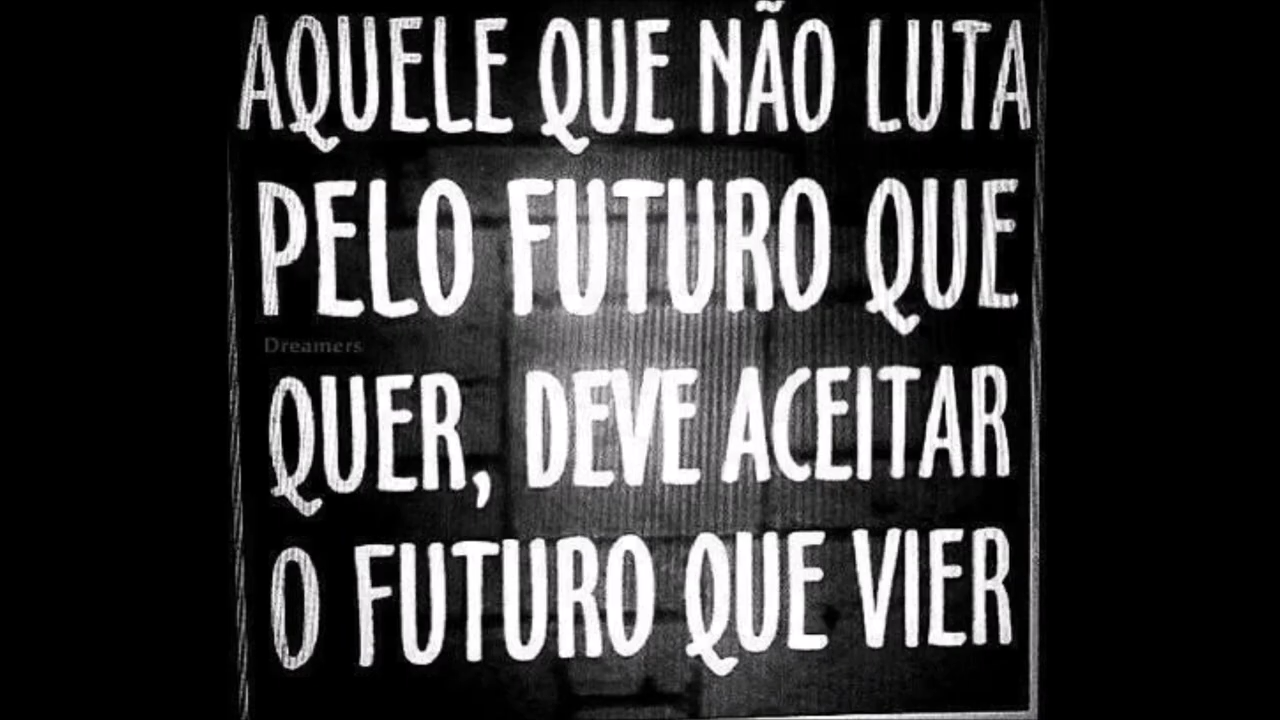 AQUELE QUE NÃO LUTA
PELO FUTURO QUE
Dreamers
QUER, DEVE ACEITAR
O FUTURO QUE VIER